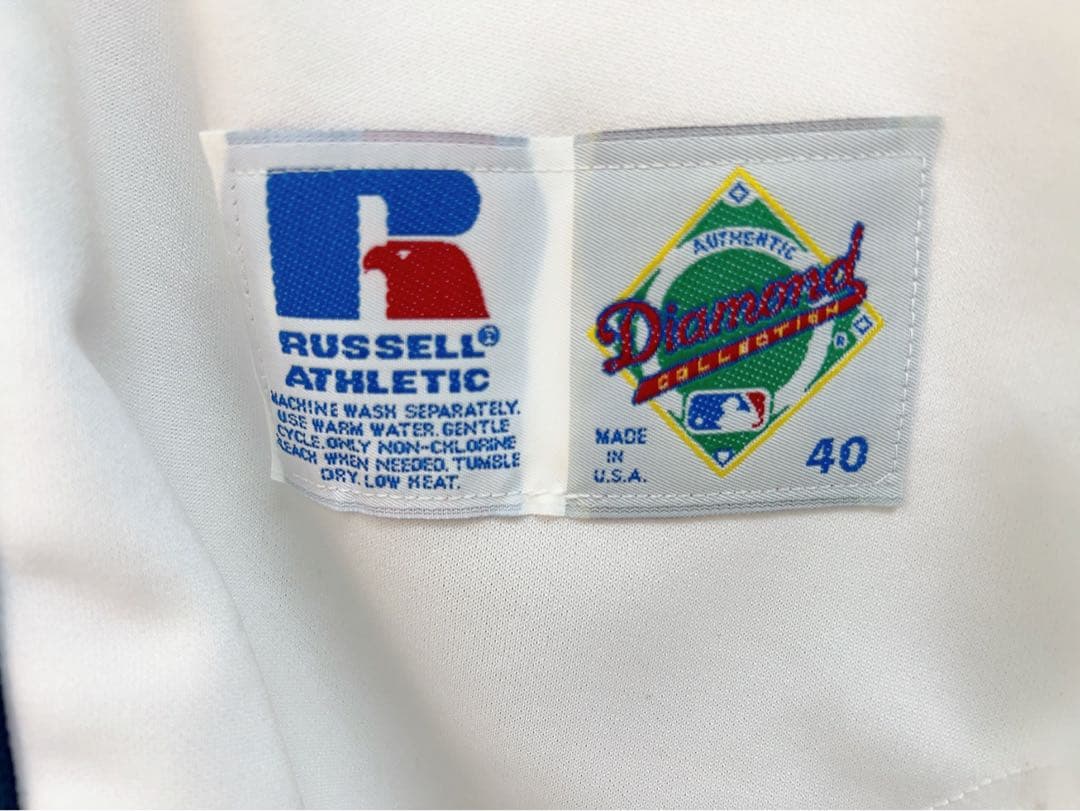 RUSSELL®
ATHLETIC
MACHINE WASH SEPARATELY.
USE WARM WATER. GENTLE
CYCLE. ONLY NON-CHLORINE
BLEACH WHEN NEEDED. TUMBLE
DRY. LOW HEAT.
AUTHENTIC
Diamond
COLLECTION
®
MADE
IN
U.S.A.
40